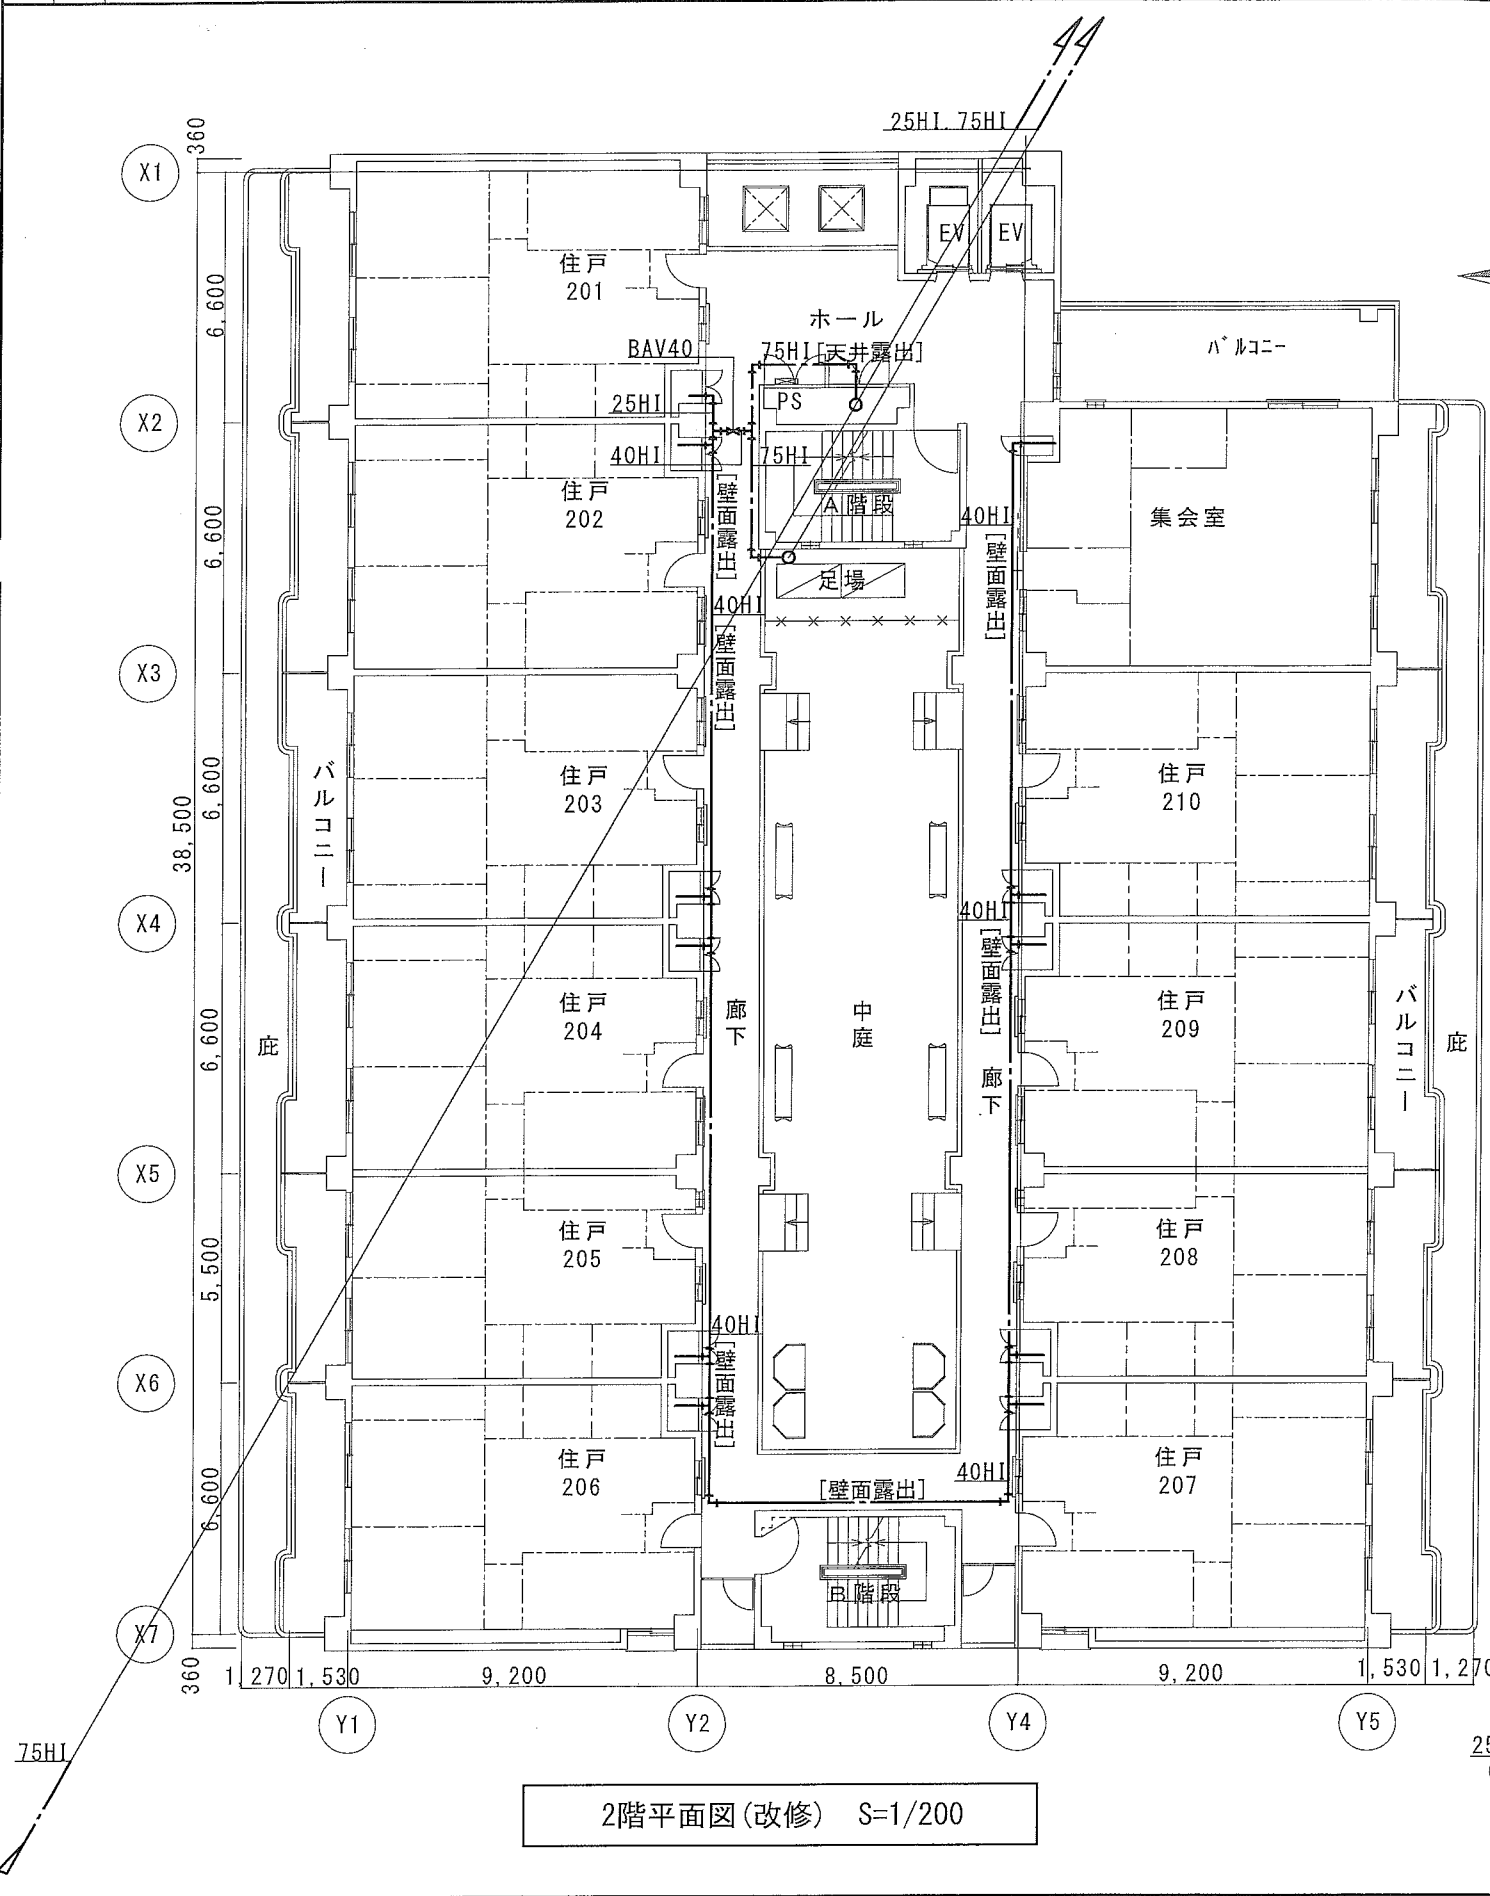 25HI, 75HI
360
X1
EV
EV
住戸
201
6,600
ホール
バルコニー
BAV40
75HI[天井露出]
25HI
PS
X2
40HI
75HI
[壁面露出]
住戸
202
A階段
40HI
集会室
[壁面露出]
6,600
足場
40HI
[壁面露出]
X3
バルコニー
住戸
203
住戸
210
6,600
38,500
X4
40HI
[壁面露出]
住戸
204
廊下
中庭
住戸
209
バルコニー
庇
庇
6,600
廊下
X5
住戸
205
住戸
208
5,500
40HI
[壁面露出]
X6
住戸
206
住戸
207
40HI
[壁面露出]
6,600
B階段
X7
360
1,270
1,530
9,200
8,500
9,200
1,530
1,270
Y1
Y2
Y4
Y5
75HI
2階平面図(改修) S=1/200